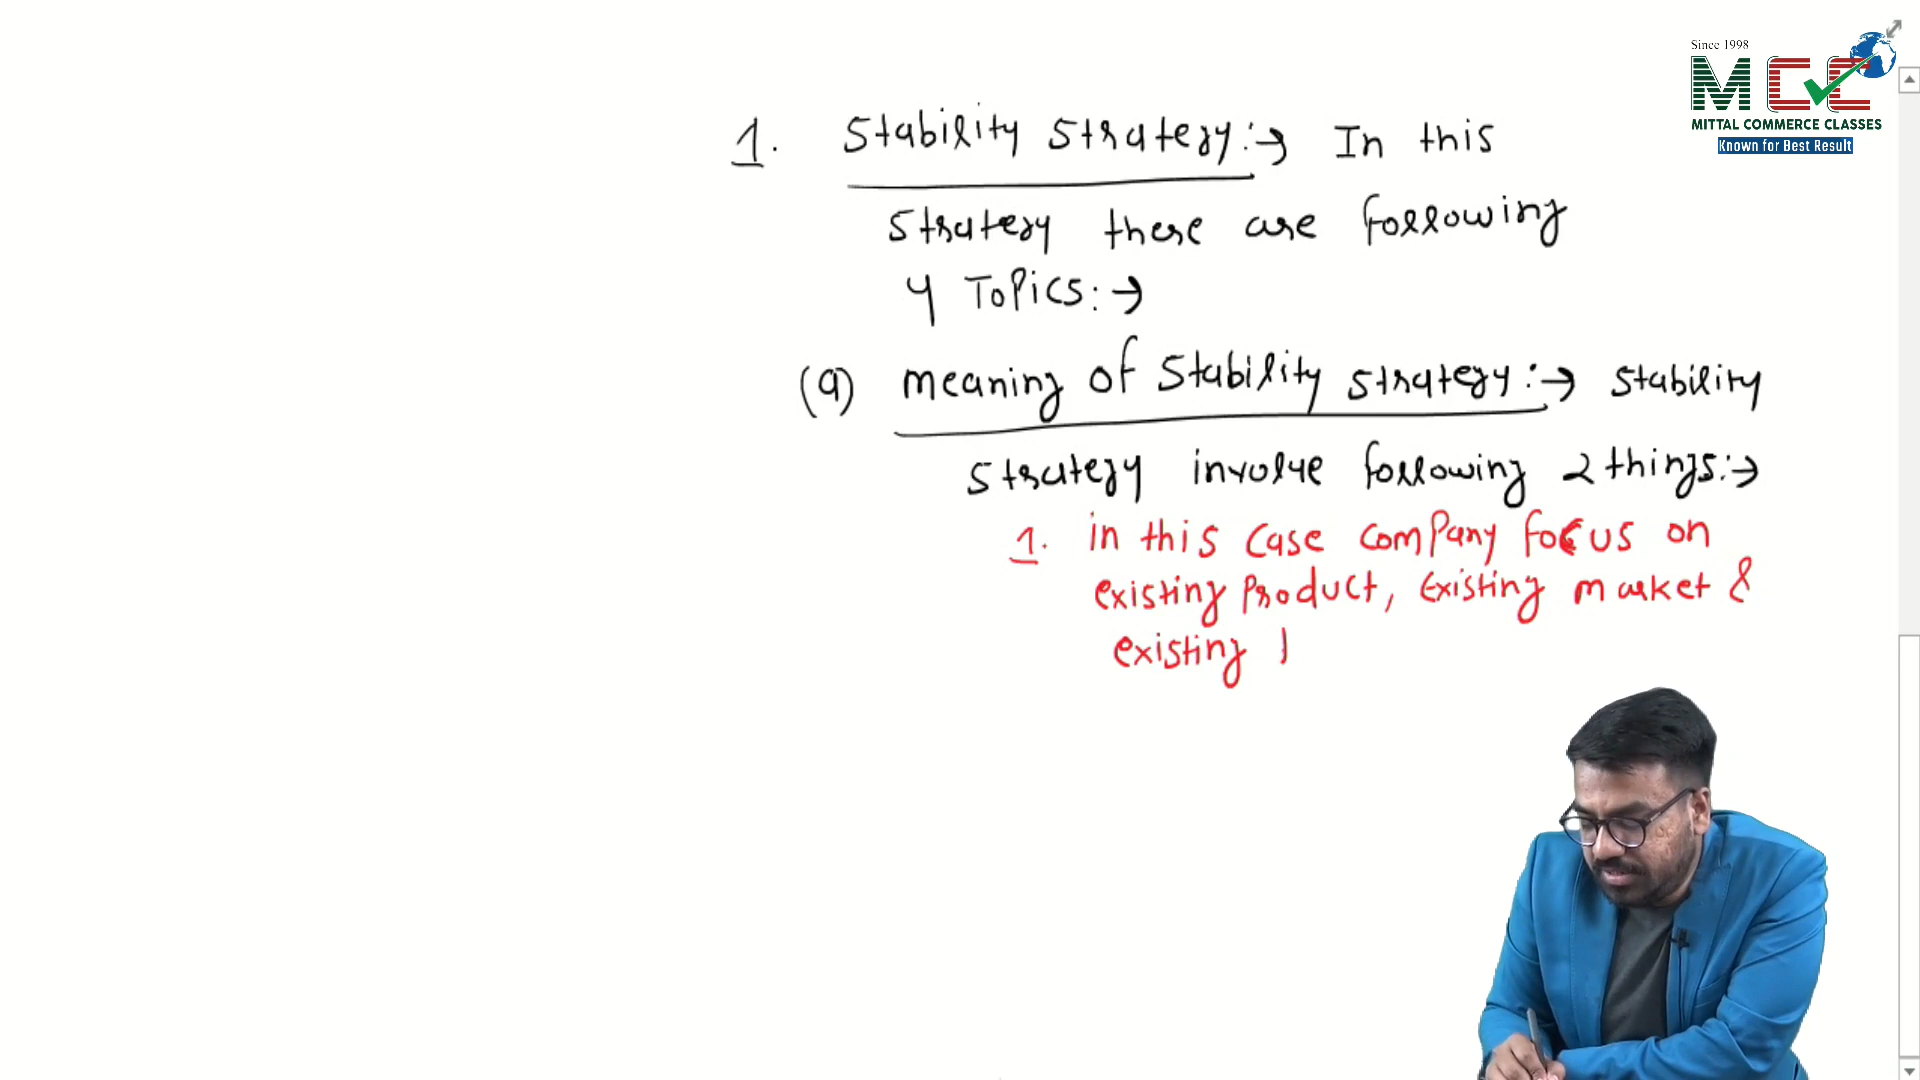 Since 1998
MCC
MITTAL COMMERCE CLASSES
Known for Best Result
1. Stability Strategy:→ In this
Strategy there are following
4 Topics:→
(a) meaning of Stability Strategy:→ Stability
Strategy involve following 2 things:→
1. in this case company focus on
existing Product, Existing market &
existing